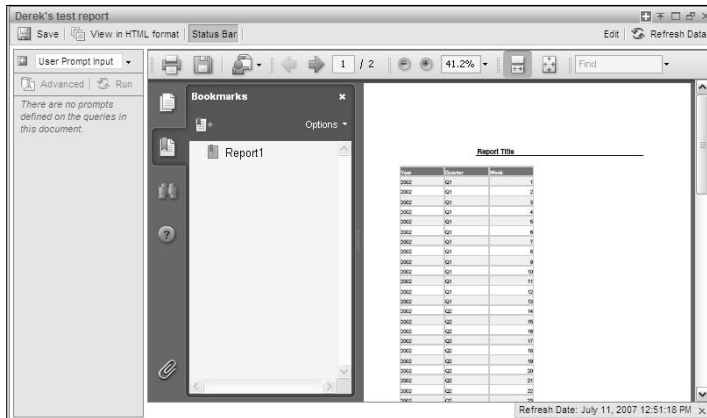 Derek's test report
Save View in HTML format Status Bar Edit Refresh Data
User Prompt Input
Advanced Run
There are no prompts
defined on the queries in
this document.
1 / 2 41.2% Find
Bookmarks
Options
Report1
Report Title
Year Quarter Week
2002 Q1 1
2002 Q1 2
2002 Q1 3
2002 Q1 4
2002 Q1 5
2002 Q1 6
2002 Q1 7
2002 Q1 8
2002 Q1 9
2002 Q1 10
2002 Q1 11
2002 Q1 12
2002 Q1 13
2002 Q2 14
2002 Q2 15
2002 Q2 16
2002 Q2 17
2002 Q2 18
2002 Q2 19
2002 Q2 20
2002 Q2 21
2002 Q2 22
2002 Q2 23
Refresh Date: July 11, 2007 12:51:18 PM